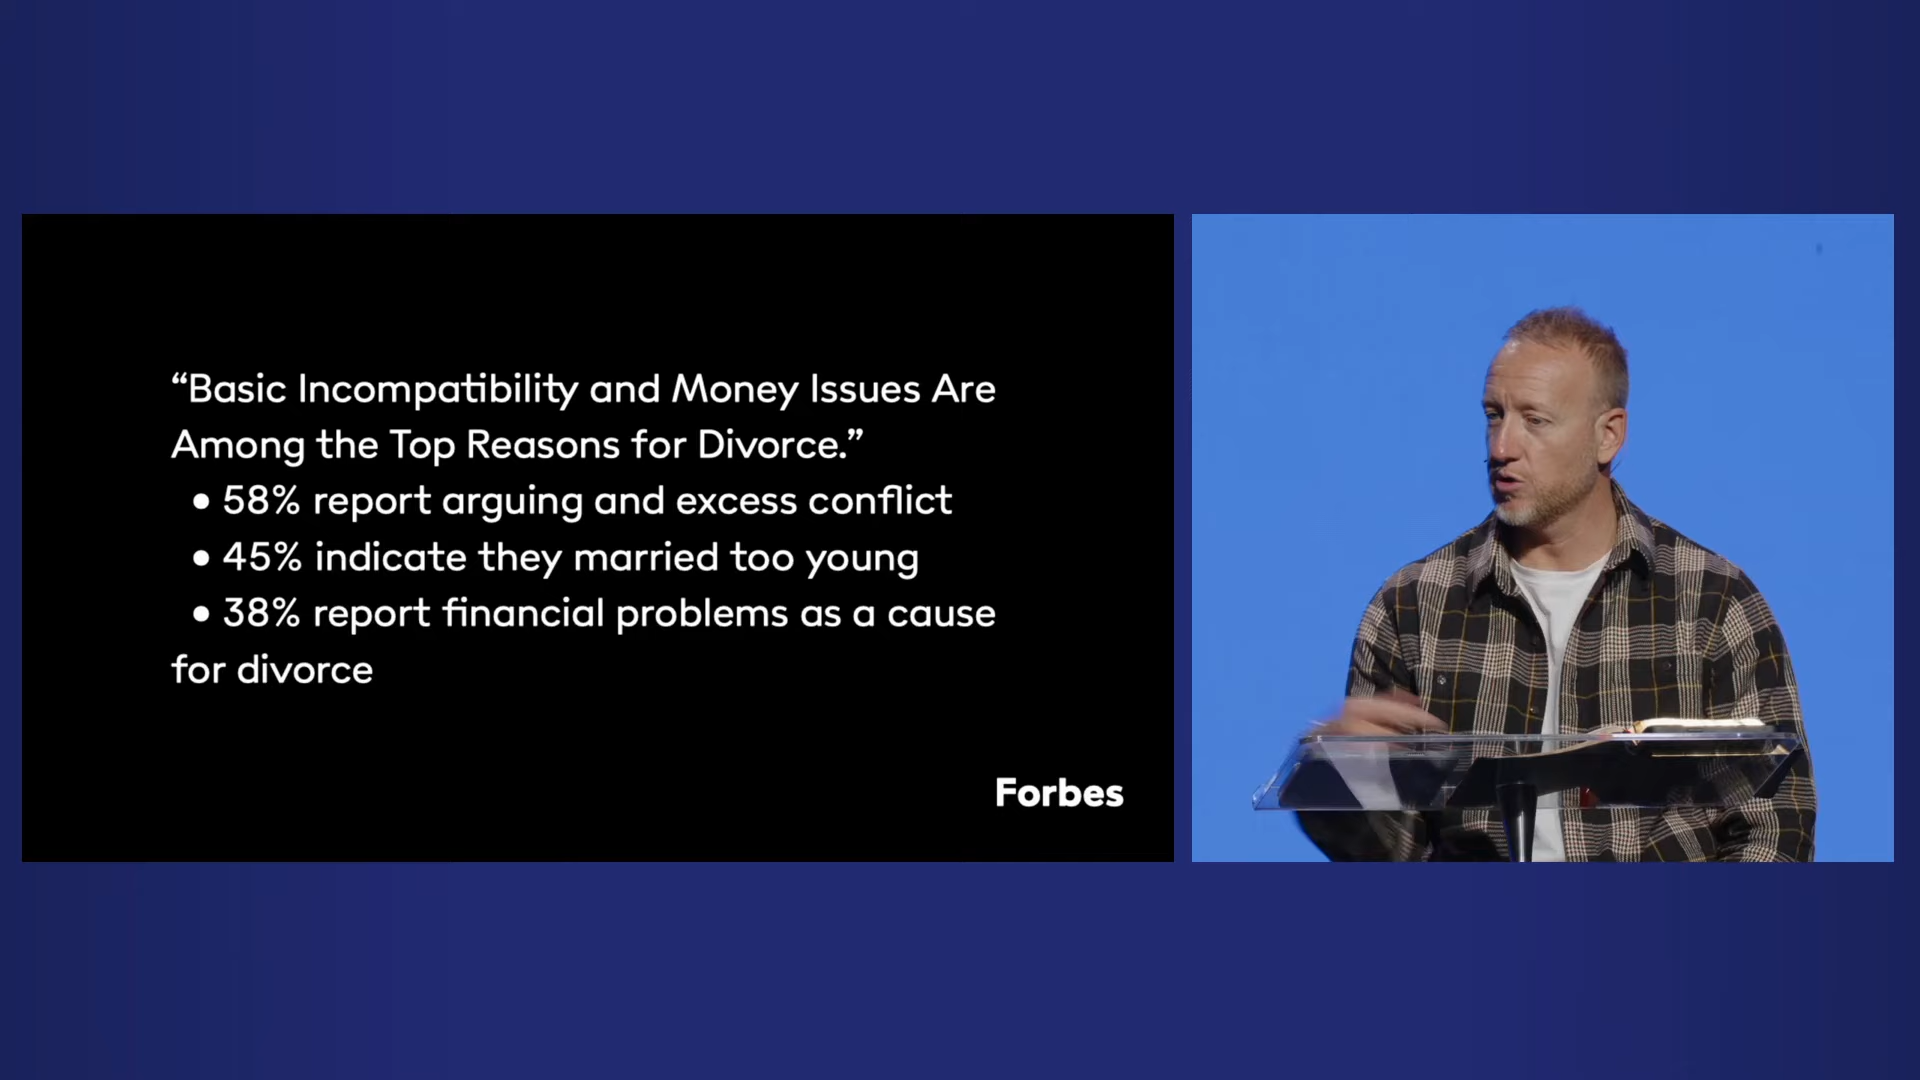 “Basic Incompatibility and Money Issues Are
Among the Top Reasons for Divorce.”
• 58% report arguing and excess conflict
• 45% indicate they married too young
• 38% report financial problems as a cause
for divorce
Forbes